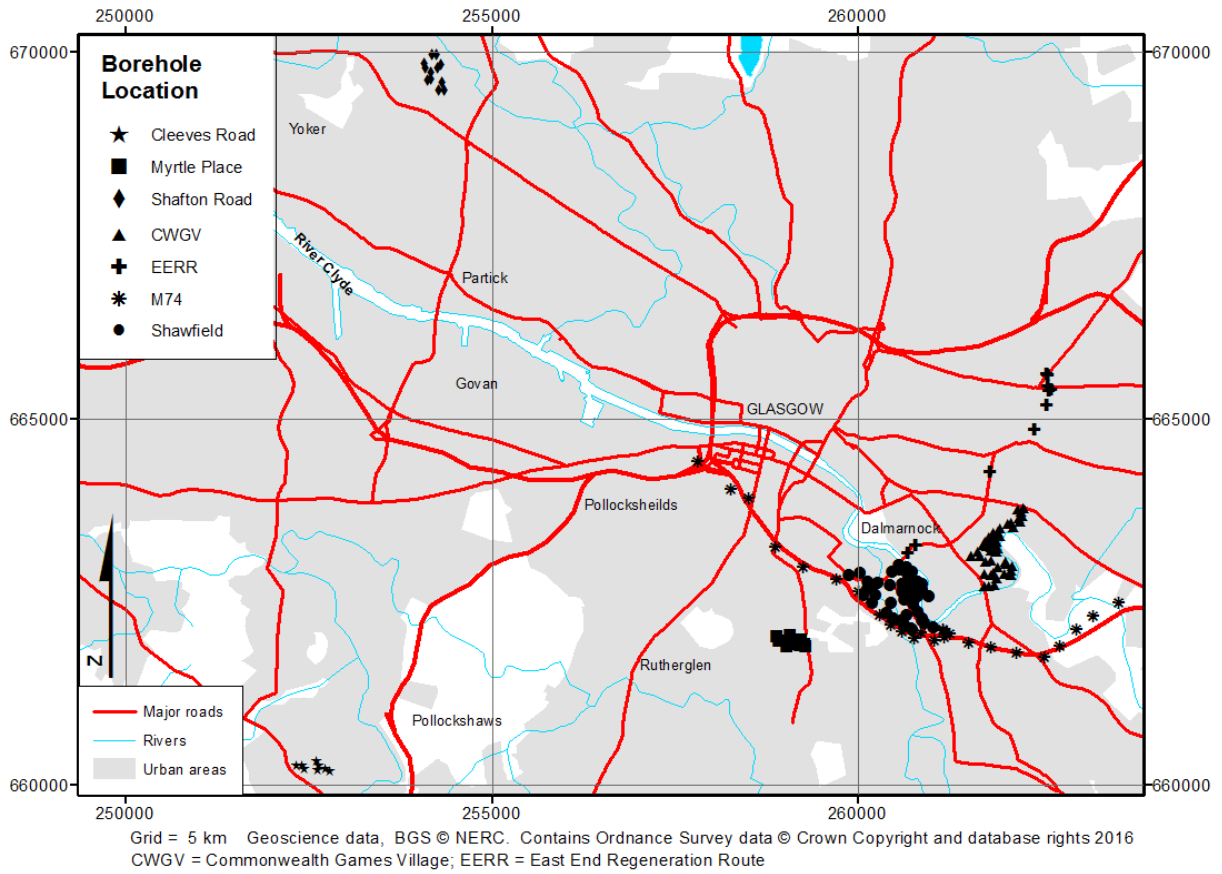 250000
255000
260000
670000
670000
Borehole
Location
Cleeves Road
Myrtle Place
Shafton Road
CWGV
EERR
M74
Shawfield
Yoker
River Clyde
Partick
Govan
GLASGOW
665000
665000
Pollocksheilds
Dalmarnock
N
Rutherglen
Pollockshaws
Major roads
Rivers
Urban areas
660000
660000
250000
255000
260000
Grid = 5 km Geoscience data, BGS © NERC. Contains Ordnance Survey data © Crown Copyright and database rights 2016
CWGV = Commonwealth Games Village; EERR = East End Regeneration Route